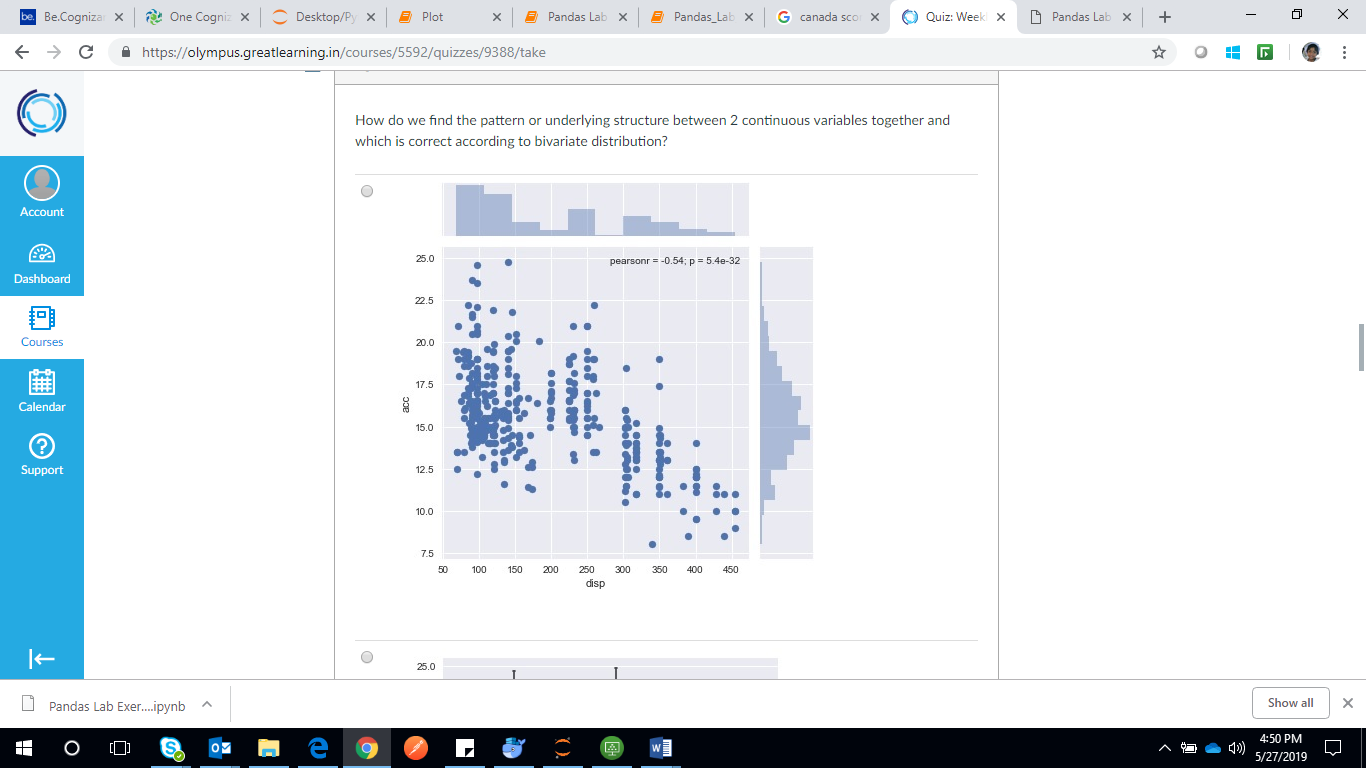 be. Be.Cogniza
One Cogniz
Desktop/Py
Plot
Pandas Lab
Pandas_Lab
canada sco
Quiz: Week
Pandas Lab
https://olympus.greatlearning.in/courses/5592/quizzes/9388/take
Account
Dashboard
Courses
Calendar
Support
How do we find the pattern or underlying structure between 2 continuous variables together and
which is correct according to bivariate distribution?
pearsonr = -0.54; p = 5.4e-32
25.0
22.5
20.0
17.5
15.0
12.5
10.0
7.5
acc
50 100 150 200 250 300 350 400 450
disp
25.0
Pandas Lab Exer....ipynb
Show all
4:50 PM
5/27/2019